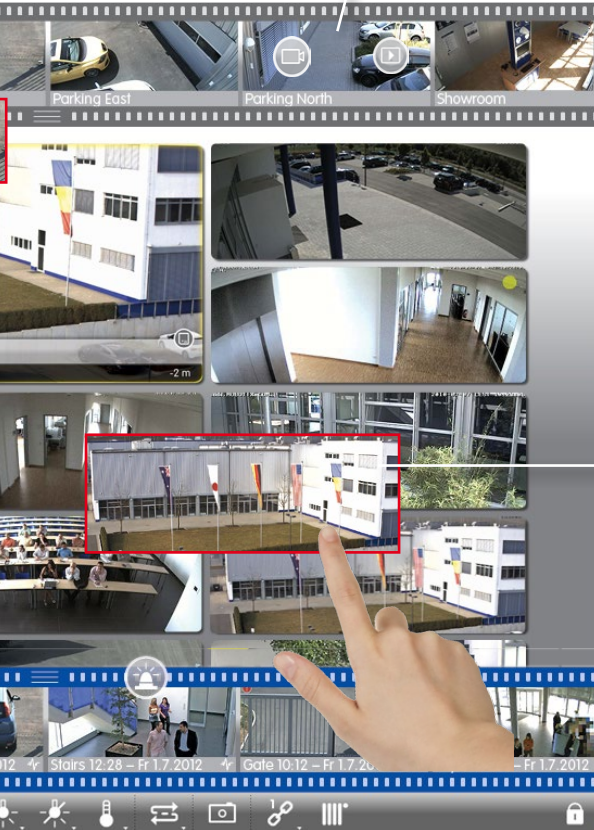 Parking East
Parking North
Showroom
-2 m
012
Stairs 12:28 – Fr 1.7.2012
Gate 10:12 – Fr 1.7.2012
– Fr 1.7.2012